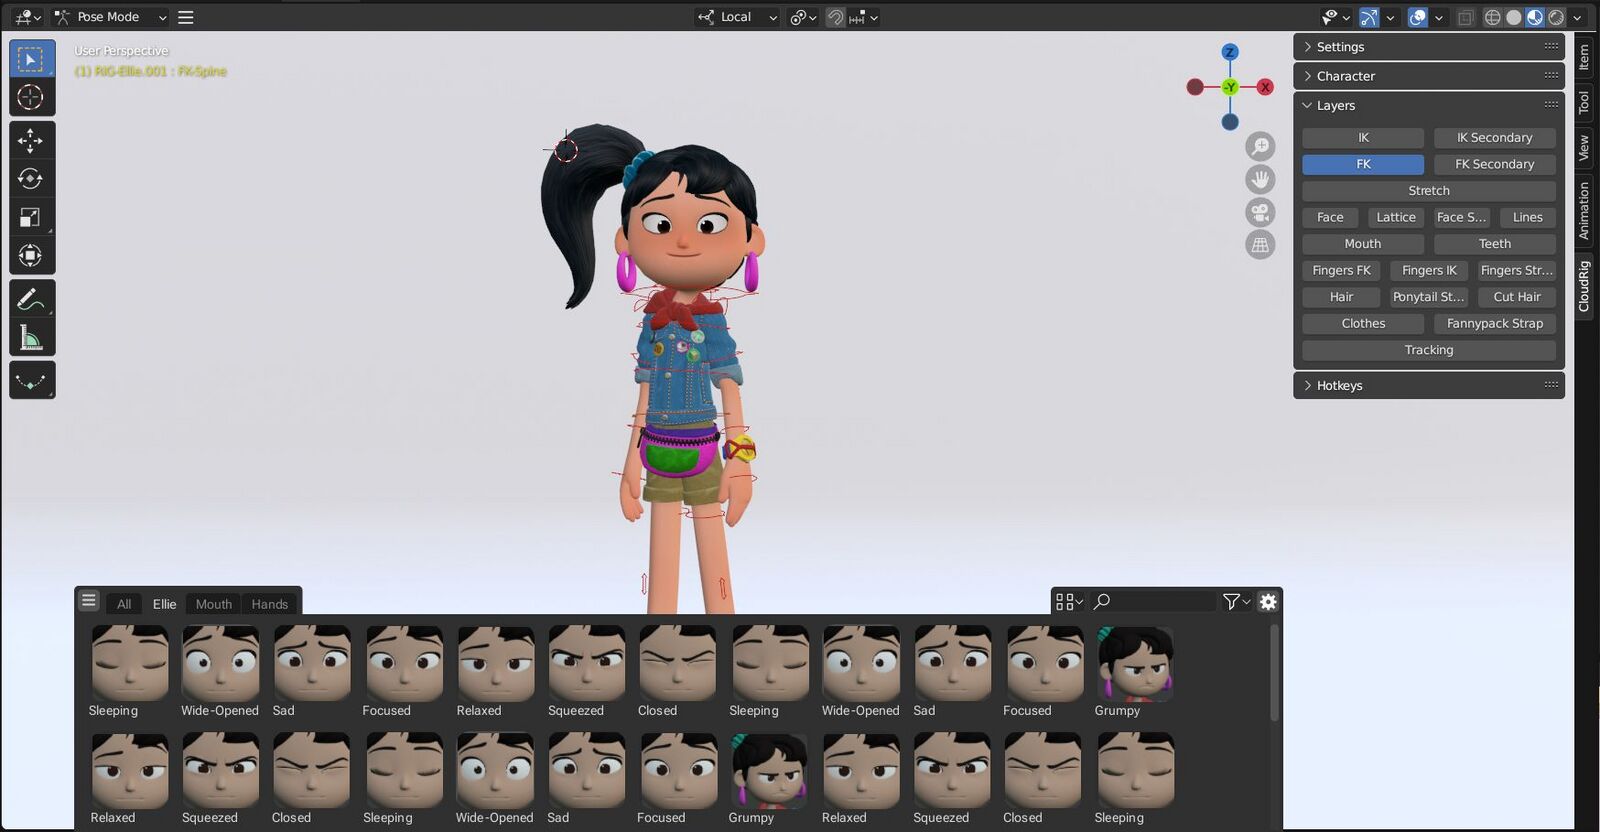 Pose Mode
Local
User Perspective
(1) RIG-Ellie.001 : FK-Spine
Z
-Y
X
Settings
Character
Layers
IK
IK Secondary
FK
FK Secondary
Stretch
Face
Lattice
Face S...
Lines
Mouth
Teeth
Fingers FK
Fingers IK
Fingers Str...
Hair
Ponytail St...
Cut Hair
Clothes
Fannypack Strap
Tracking
Hotkeys
Item
Tool
View
Animation
CloudRig
All
Ellie
Mouth
Hands
Sleeping
Wide-Opened
Sad
Focused
Relaxed
Squeezed
Closed
Sleeping
Wide-Opened
Sad
Focused
Grumpy
Relaxed
Squeezed
Closed
Sleeping
Wide-Opened
Sad
Focused
Grumpy
Relaxed
Squeezed
Closed
Sleeping